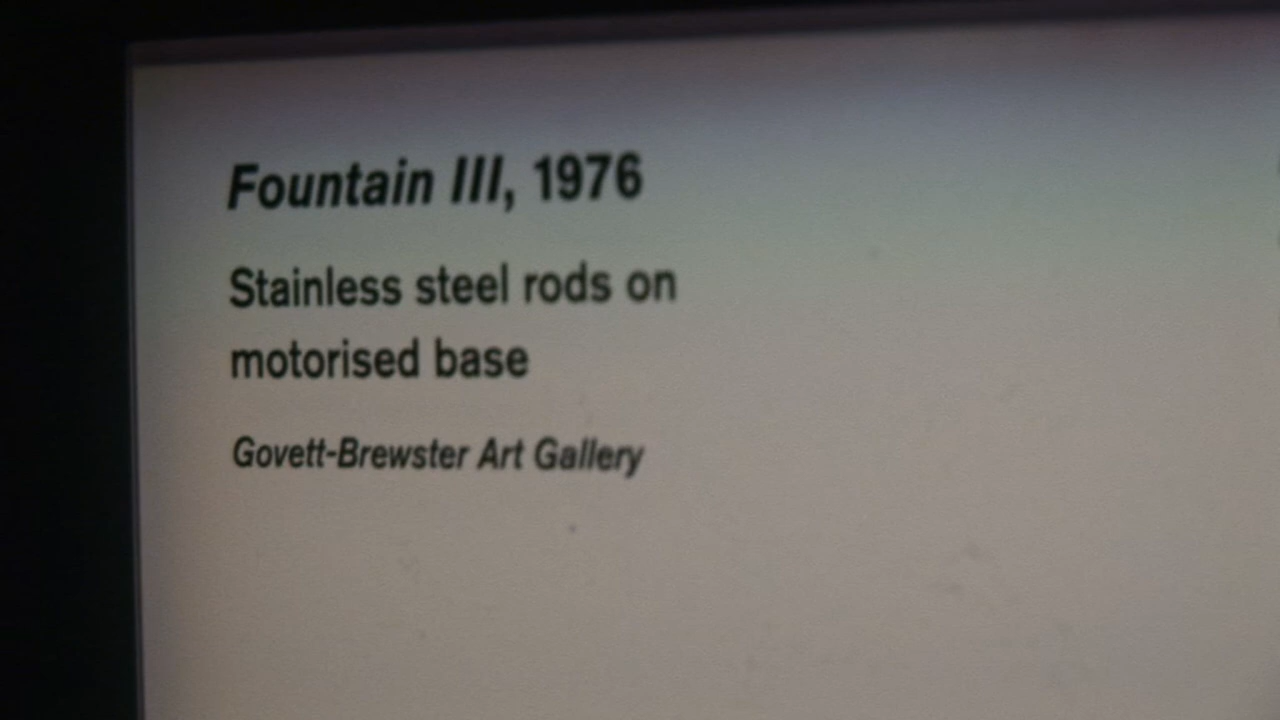 Fountain III, 1976
Stainless steel rods on
motorised base
Govett-Brewster Art Gallery